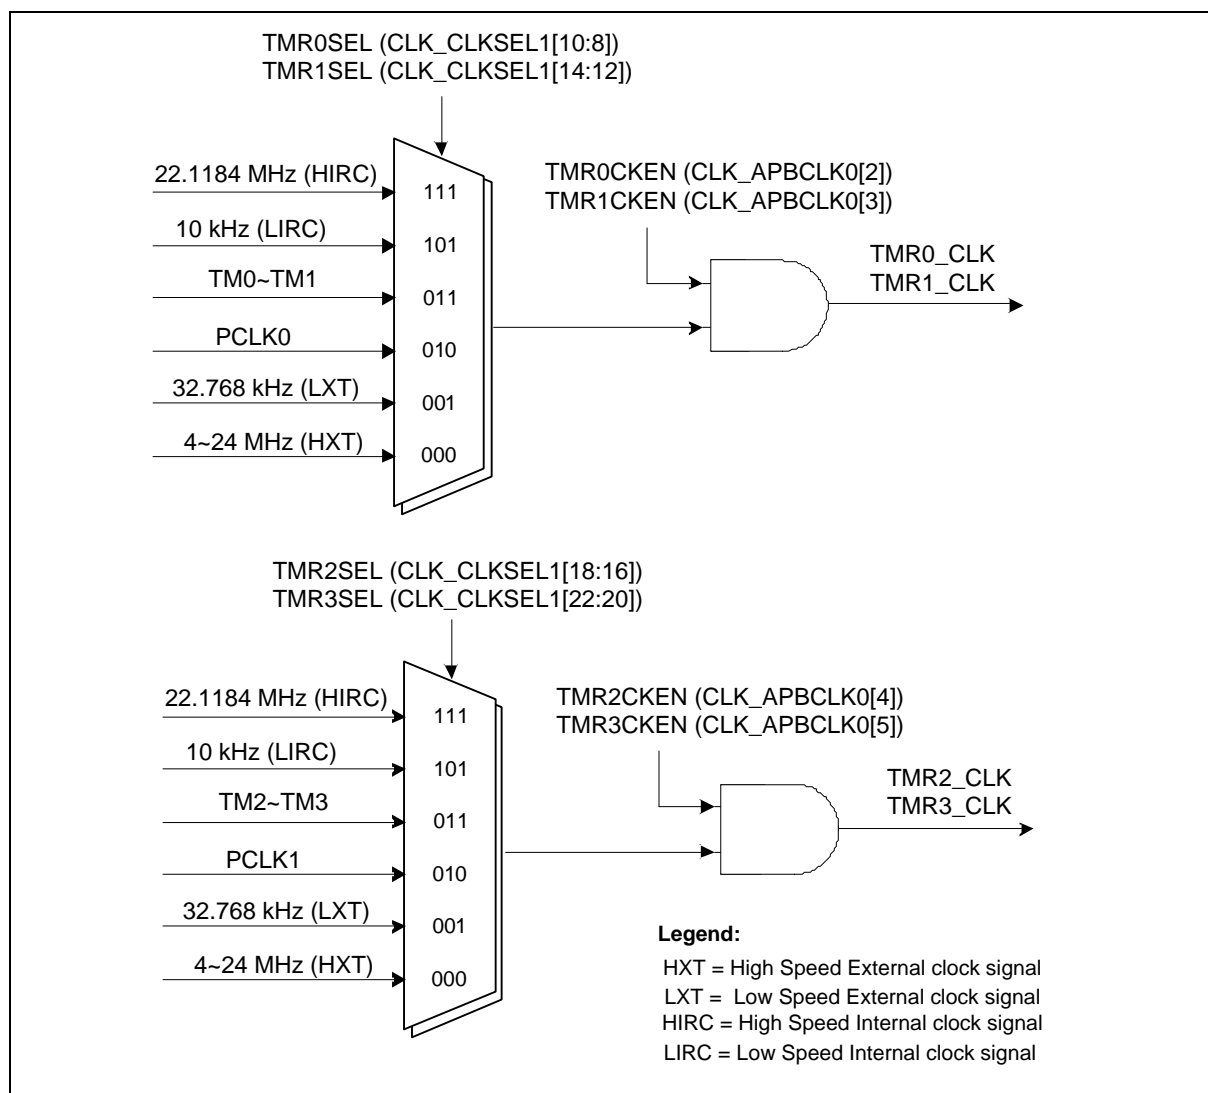 TMR0SEL (CLK_CLKSEL1[10:8])
TMR1SEL (CLK_CLKSEL1[14:12])
22.1184 MHz (HIRC)
111
10 kHz (LIRC)
101
TM0~TM1
011
PCLK0
010
32.768 kHz (LXT)
001
4~24 MHz (HXT)
000
TMR0CKEN (CLK_APBCLK0[2])
TMR1CKEN (CLK_APBCLK0[3])
TMR0_CLK
TMR1_CLK
TMR2SEL (CLK_CLKSEL1[18:16])
TMR3SEL (CLK_CLKSEL1[22:20])
22.1184 MHz (HIRC)
111
10 kHz (LIRC)
101
TM2~TM3
011
PCLK1
010
32.768 kHz (LXT)
001
4~24 MHz (HXT)
000
TMR2CKEN (CLK_APBCLK0[4])
TMR3CKEN (CLK_APBCLK0[5])
TMR2_CLK
TMR3_CLK
Legend:
HXT = High Speed External clock signal
LXT = Low Speed External clock signal
HIRC = High Speed Internal clock signal
LIRC = Low Speed Internal clock signal